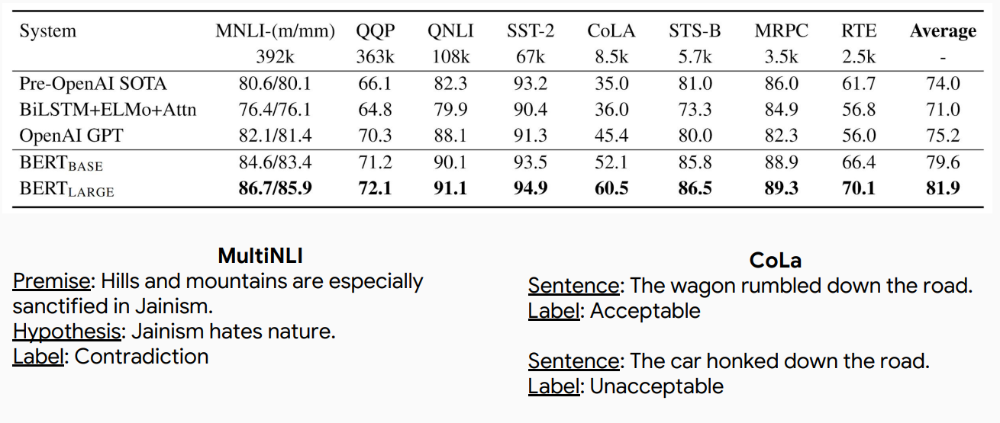 System MNLI-(m/mm) QQP QNLI SST-2 CoLA STS-B MRPC RTE Average
392k 363k 108k 67k 8.5k 5.7k 3.5k 2.5k -
Pre-OpenAI SOTA 80.6/80.1 66.1 82.3 93.2 35.0 81.0 86.0 61.7 74.0
BiLSTM+ELMo+Attn 76.4/76.1 64.8 79.9 90.4 36.0 73.3 84.9 56.8 71.0
OpenAI GPT 82.1/81.4 70.3 88.1 91.3 45.4 80.0 82.3 56.0 75.2
BERTBASE 84.6/83.4 71.2 90.1 93.5 52.1 85.8 88.9 66.4 79.6
BERTLARGE 86.7/85.9 72.1 91.1 94.9 60.5 86.5 89.3 70.1 81.9
MultiNLI
Premise: Hills and mountains are especially
sanctified in Jainism.
Hypothesis: Jainism hates nature.
Label: Contradiction
CoLa
Sentence: The wagon rumbled down the road.
Label: Acceptable
Sentence: The car honked down the road.
Label: Unacceptable